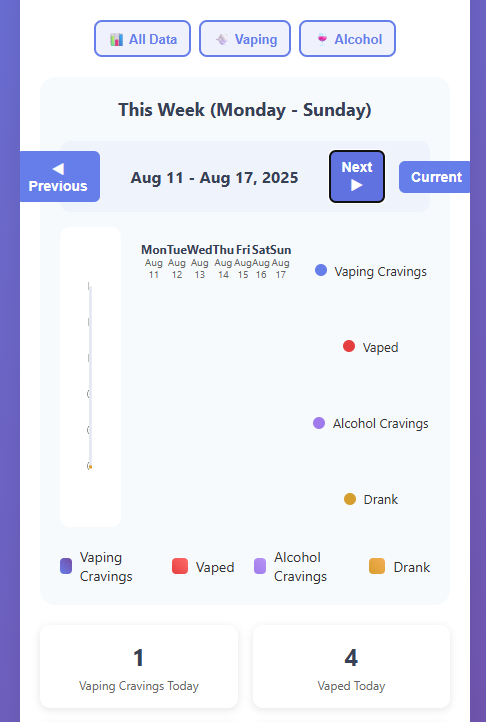 All Data
Vaping
Alcohol
This Week (Monday - Sunday)
◀
Previous
Aug 11 - Aug 17, 2025
Next
▶
Current
Mon Tue Wed Thu Fri Sat Sun
Aug Aug Aug Aug Aug Aug Aug
11 12 13 14 15 16 17
Vaping Cravings
Vaped
Alcohol Cravings
Drank
Vaping
Cravings
Vaped
Alcohol
Cravings
Drank
1
Vaping Cravings Today
4
Vaped Today